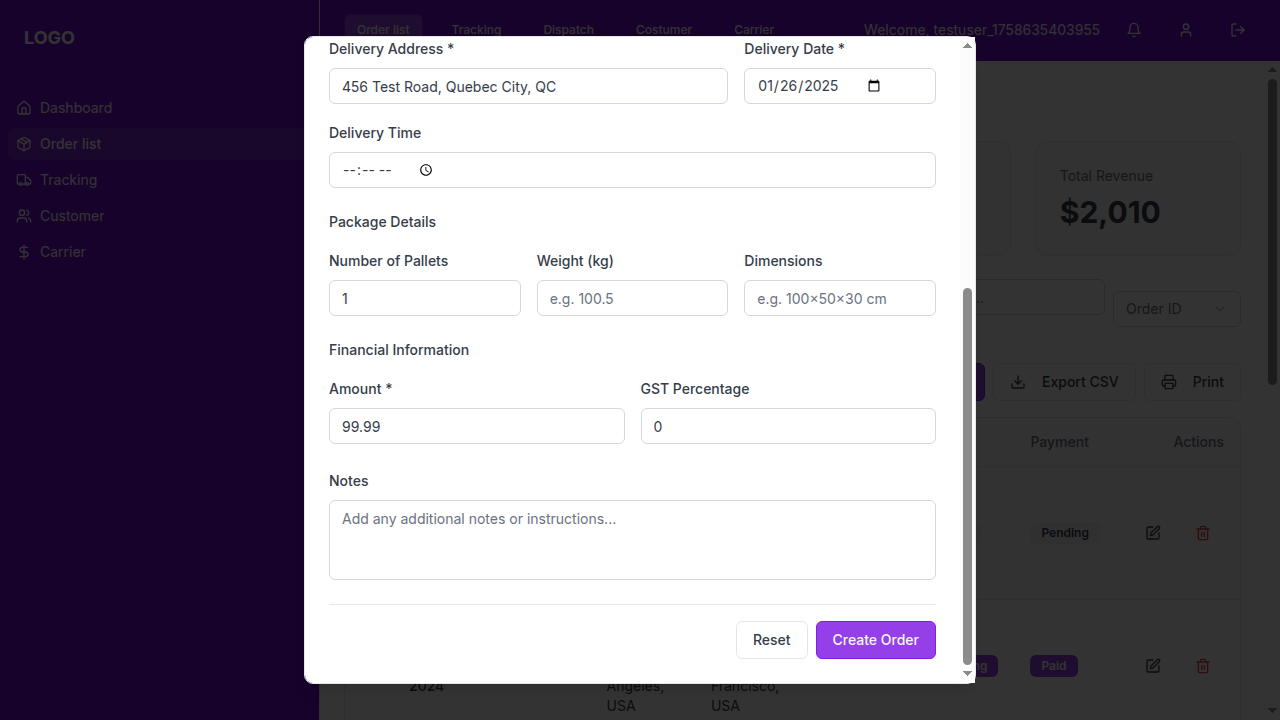 LOGO
Order list
Tracking
Dispatch
Costumer
Carrier
Welcome, testuser_1758635403955
Dashboard
Order list
Tracking
Customer
Carrier
Delivery Address *
Delivery Date *
456 Test Road, Quebec City, QC
01/26/2025
Delivery Time
--:-- --
Package Details
Number of Pallets
Weight (kg)
Dimensions
1
e.g. 100.5
e.g. 100×50×30 cm
Financial Information
Amount *
GST Percentage
99.99
0
Notes
Add any additional notes or instructions...
Reset
Create Order
Total Revenue
$2,010
Order ID
Export CSV
Print
Payment
Actions
Pending
Paid
2024
Angeles,
USA
Francisco,
USA